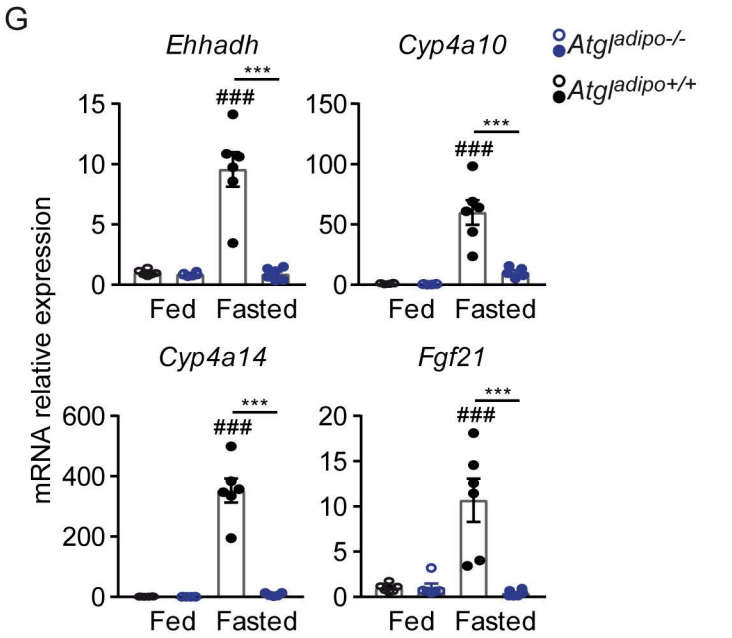 G
Ehhadh
Cyp4a10
Atgl^adipo-/-
Atgl^adipo+/+
***
###
15
10
5
0
Fed Fasted
***
###
150
100
50
0
Fed Fasted
mRNA relative expression
Cyp4a14
Fgf21
***
###
600
400
200
0
Fed Fasted
***
###
20
15
10
5
0
Fed Fasted